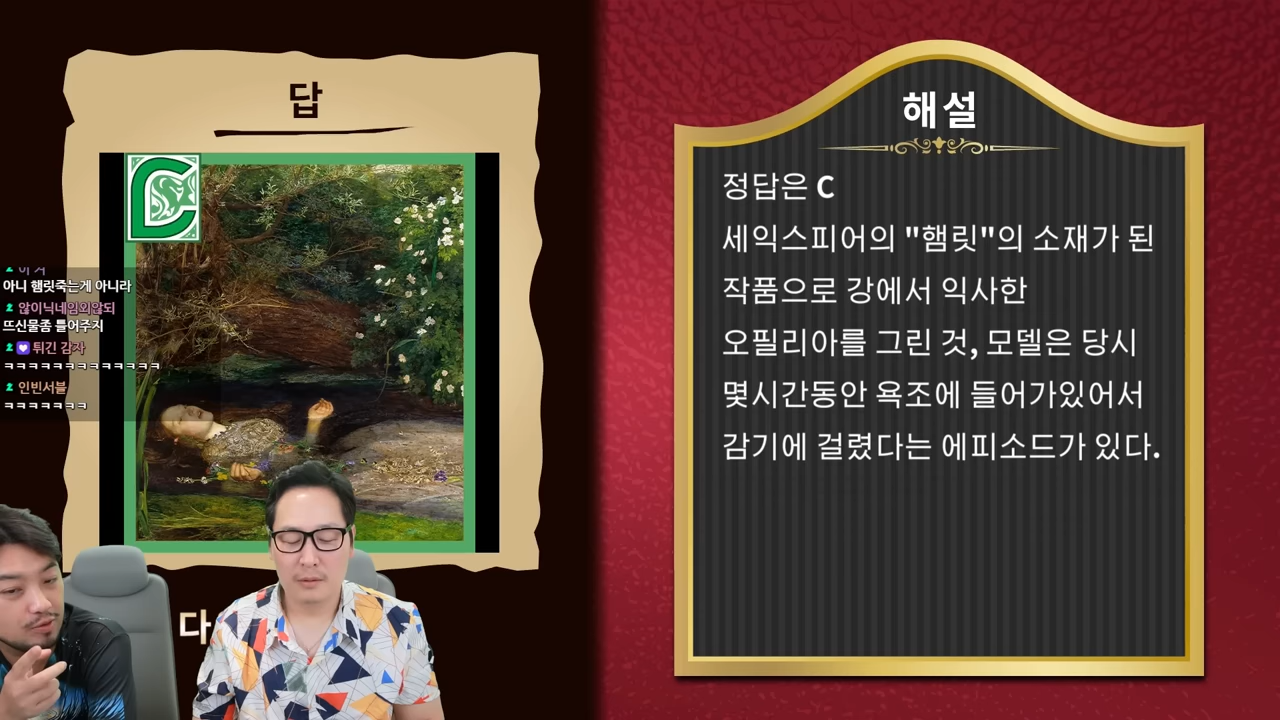 답
C
아니 햄릿죽는게 아니라
않이닉네임외않되
뜨신물좀 틀어주지
튀긴 감자
ㅋㅋㅋㅋㅋㅋㅋㅋㅋㅋㅋㅋㅋ
인빈서블
ㅋㅋㅋㅋㅋㅋㅋ
다
해설
정답은 C
세익스피어의 "햄릿"의 소재가 된
작품으로 강에서 익사한
오필리아를 그린 것, 모델은 당시
몇시간동안 욕조에 들어가있어서
감기에 걸렸다는 에피소드가 있다.